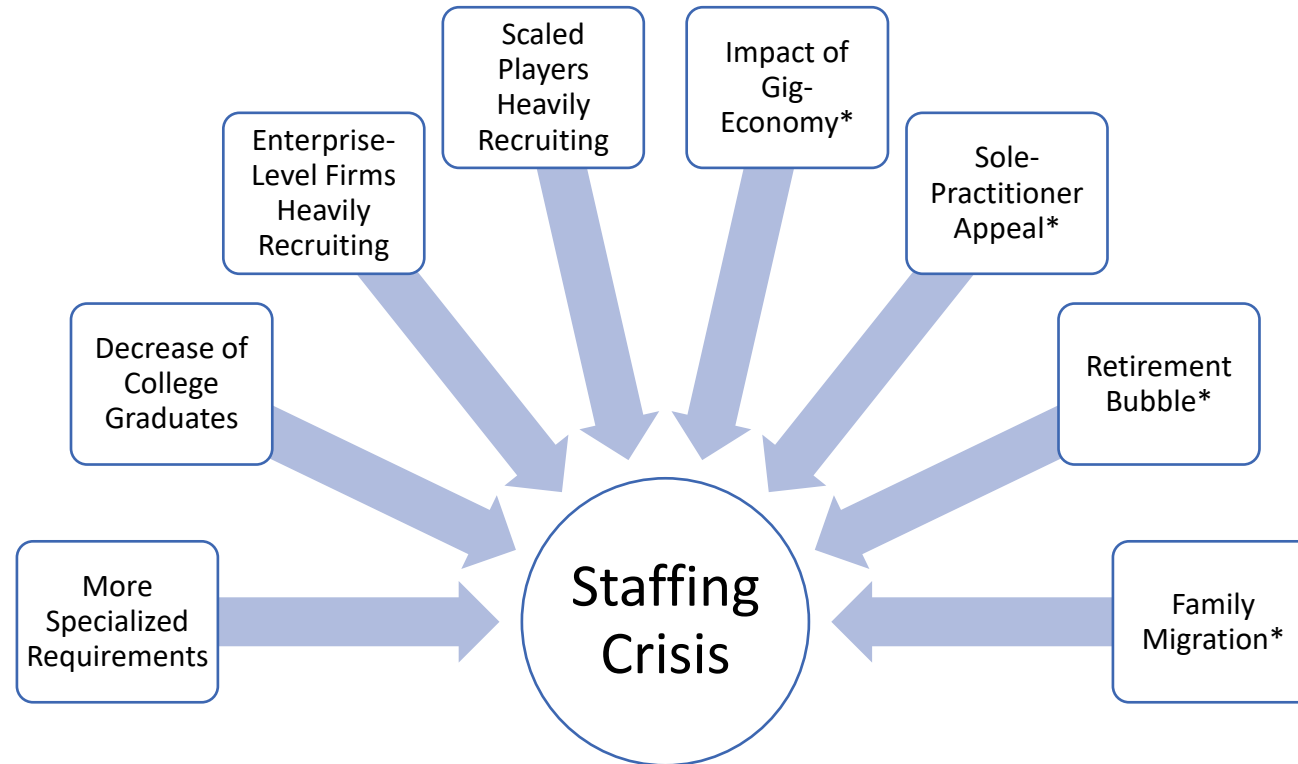 Scaled
Players
Heavily
Recruiting
Impact of
Gig-
Economy*
Enterprise-
Level Firms
Heavily
Recruiting
Sole-
Practitioner
Appeal*
Decrease of
College
Graduates
Retirement
Bubble*
More
Specialized
Requirements
Staffing
Crisis
Family
Migration*